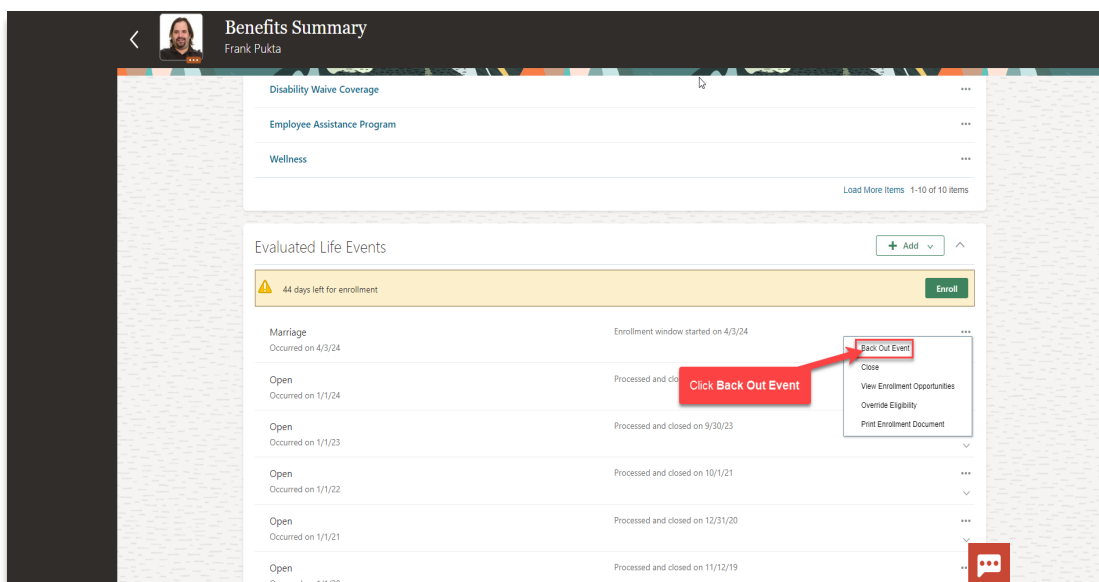 Benefits Summary
Frank Pukta
Disability Waive Coverage
Employee Assistance Program
Wellness
Load More Items 1-10 of 10 items
Evaluated Life Events
+ Add
44 days left for enrollment
Enroll
Marriage
Enrollment window started on 4/3/24
Occurred on 4/3/24
Back Out Event
Close
View Enrollment Opportunities
Override Eligibility
Print Enrollment Document
Click Back Out Event
Open
Processed and clo
Occurred on 1/1/24
Open
Processed and closed on 9/30/23
Occurred on 1/1/23
Open
Processed and closed on 10/1/21
Occurred on 1/1/22
Open
Processed and closed on 12/31/20
Occurred on 1/1/21
Open
Processed and closed on 11/12/19